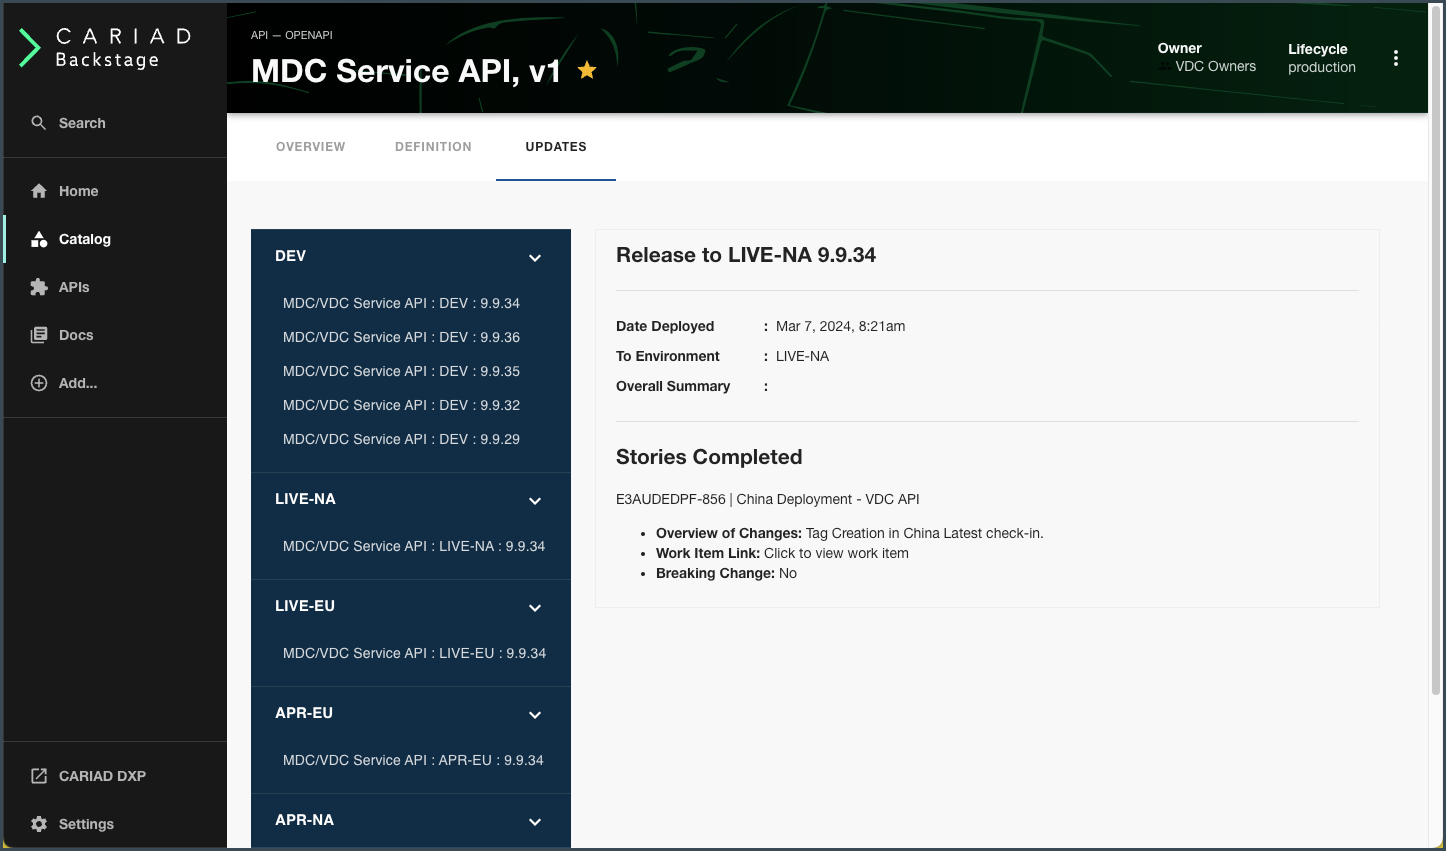 CARIAD
Backstage
Search
Home
Catalog
APIs
Docs
Add...
CARIAD DXP
Settings
API — OPENAPI
MDC Service API, v1
Owner
VDC Owners
Lifecycle
production
OVERVIEW
DEFINITION
UPDATES
DEV
MDC/VDC Service API : DEV : 9.9.34
MDC/VDC Service API : DEV : 9.9.36
MDC/VDC Service API : DEV : 9.9.35
MDC/VDC Service API : DEV : 9.9.32
MDC/VDC Service API : DEV : 9.9.29
LIVE-NA
MDC/VDC Service API : LIVE-NA : 9.9.34
LIVE-EU
MDC/VDC Service API : LIVE-EU : 9.9.34
APR-EU
MDC/VDC Service API : APR-EU : 9.9.34
APR-NA
Release to LIVE-NA 9.9.34
Date Deployed : Mar 7, 2024, 8:21am
To Environment : LIVE-NA
Overall Summary :
Stories Completed
E3AUDEDPF-856 | China Deployment - VDC API
• Overview of Changes: Tag Creation in China Latest check-in.
• Work Item Link: Click to view work item
• Breaking Change: No